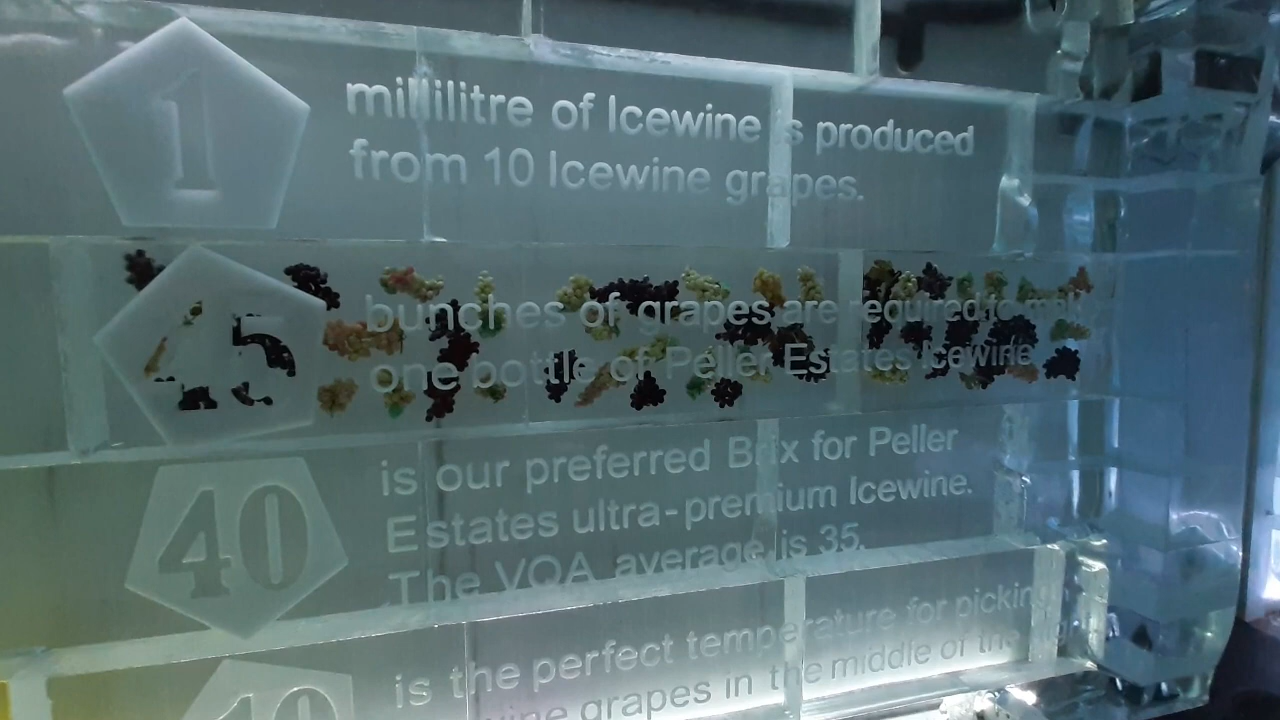 1
millilitre of Icewine is produced
from 10 Icewine grapes.
45
bunches of grapes are required to make
one bottle of Peller Estates Icewine
40
is our preferred Brix for Peller
Estates ultra-premium Icewine.
The VQA average is 35.
10
is the perfect temperature for picking
grapes in the middle of the